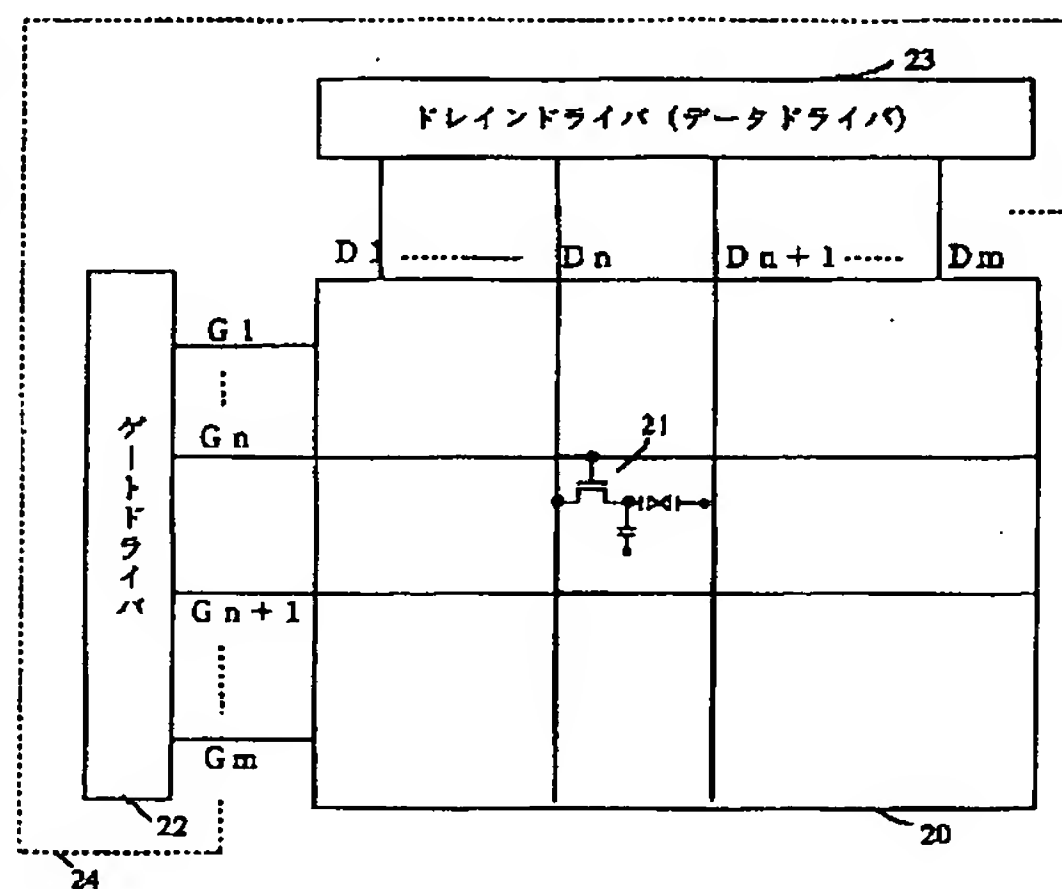 23
ドレインドライバ(データドライバ)
D1 ........ Dn Dn+1 ...... Dm
G1
Gn
21
ゲートドライバ
Gn+1
Gm
22
20
24